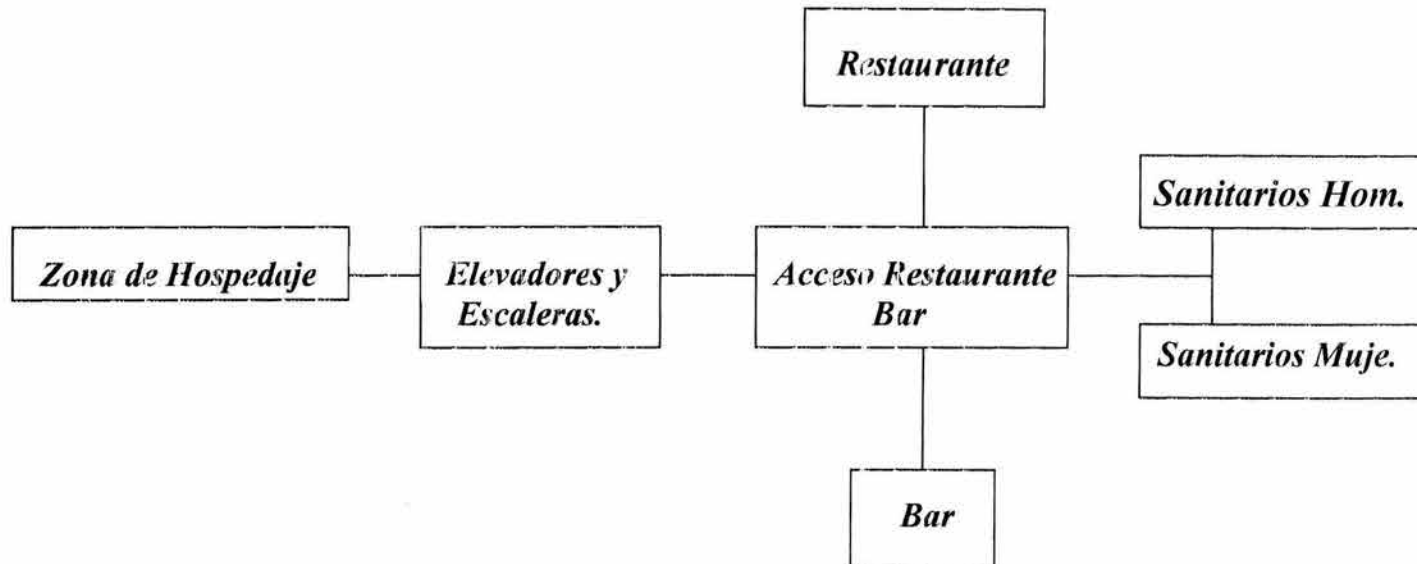 Restaurante
Sanitarios Hom.
Zona de Hospedaje
Elevadores y
Escaleras.
Acceso Restaurante
Bar
Sanitarios Muje.
Bar